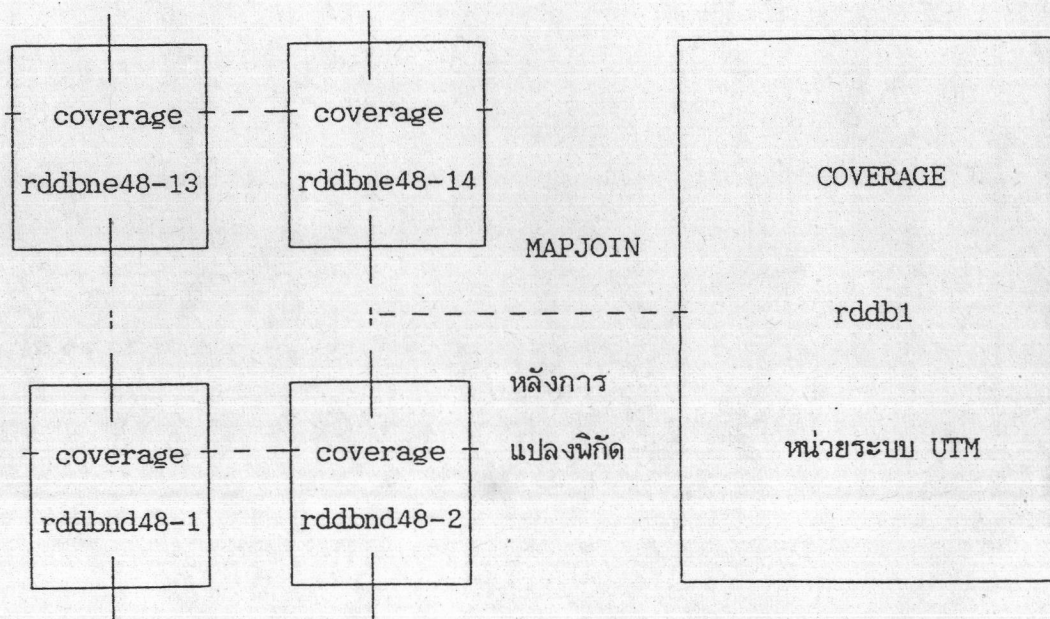 coverage
rddbne48-13
coverage
rddbne48-14
coverage
rddbnd48-1
coverage
rddbnd48-2
MAPJOIN
หลังการ
แปลงพิกัด
COVERAGE
rddb1
หน่วยระบบ UTM